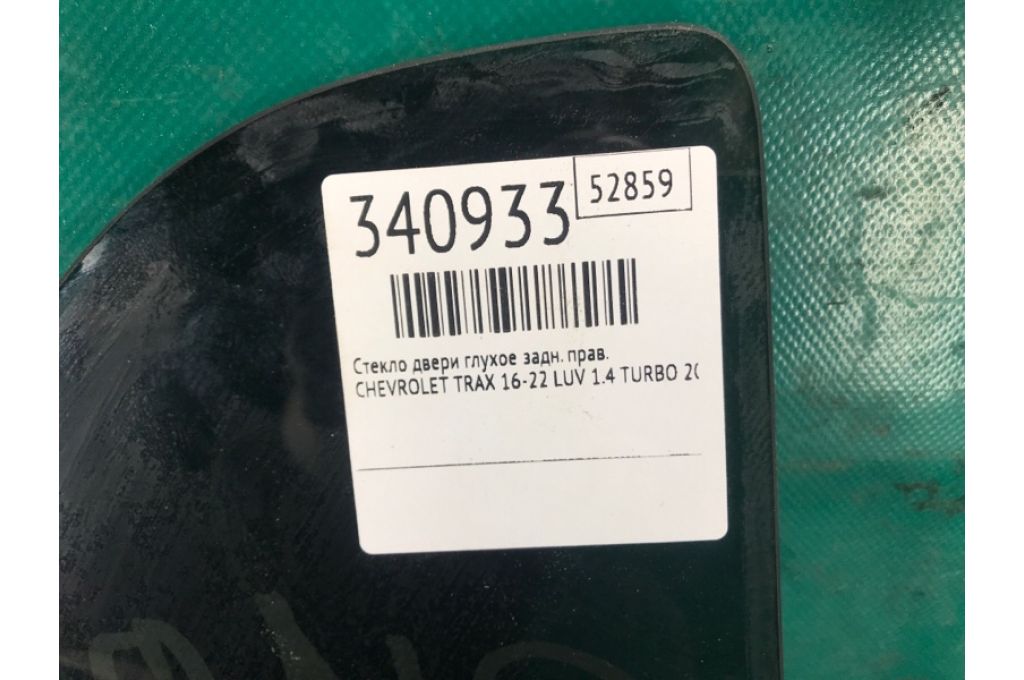 340933
52859
Стекло двери глухое задн. прав.
CHEVROLET TRAX 16-22 LUV 1.4 TURBO